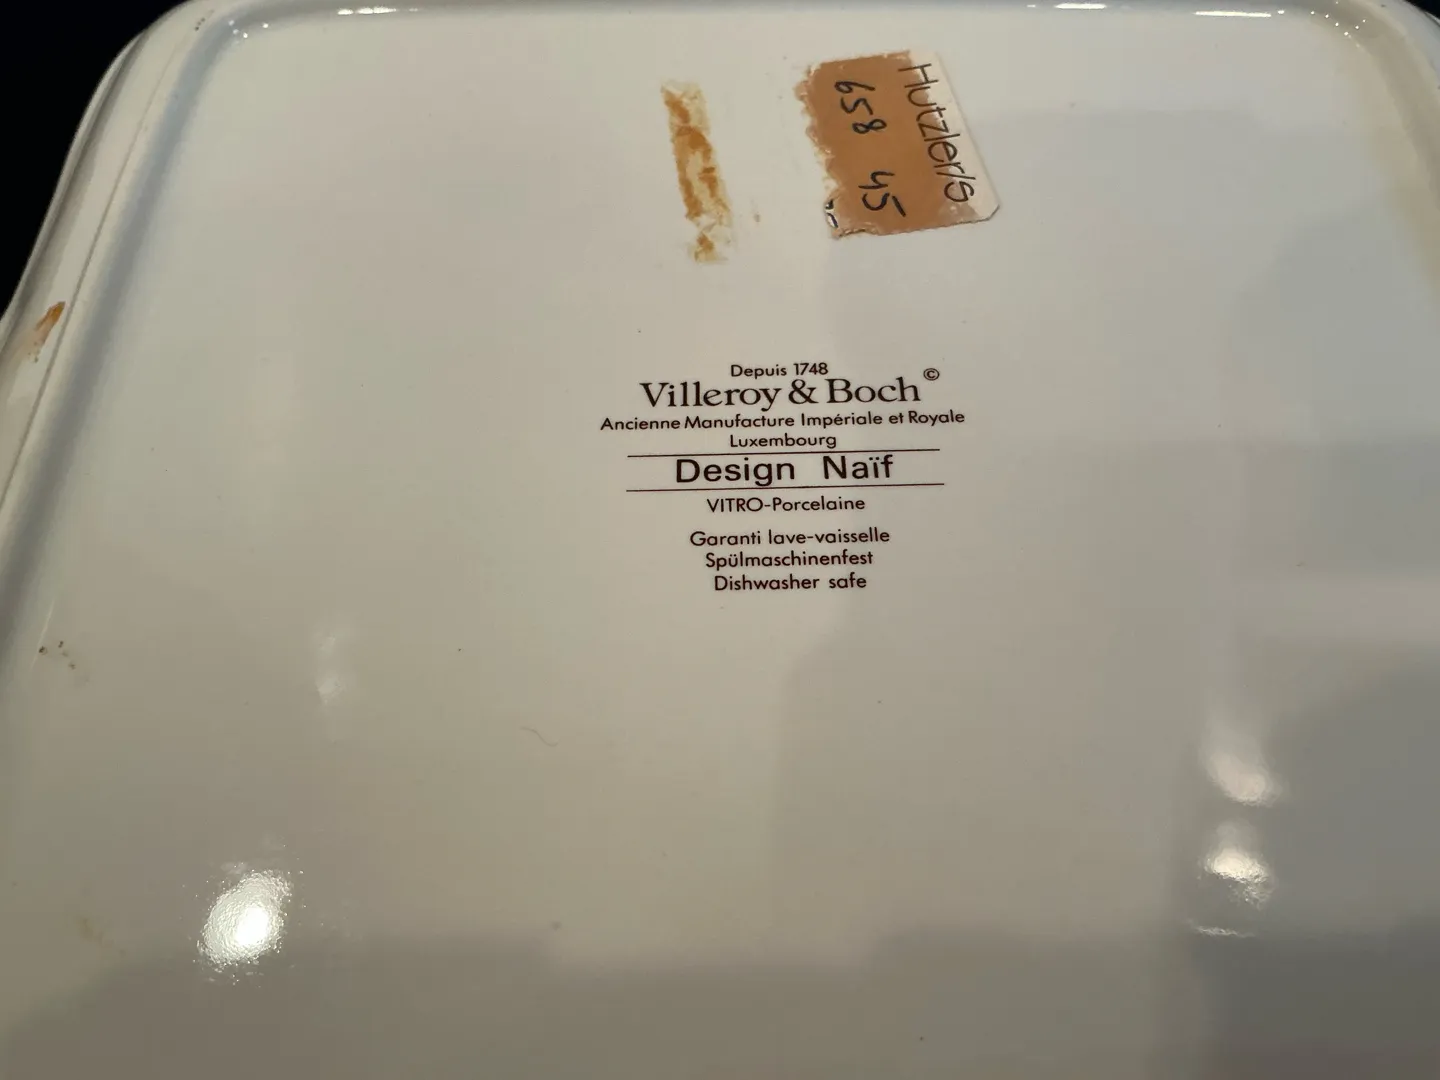 Hutzler/s
658 45
Depuis 1748
Villeroy & Boch ©
Ancienne Manufacture Impériale et Royale
Luxembourg
Design Naïf
VITRO-Porcelaine
Garanti lave-vaisselle
Spülmaschinenfest
Dishwasher safe